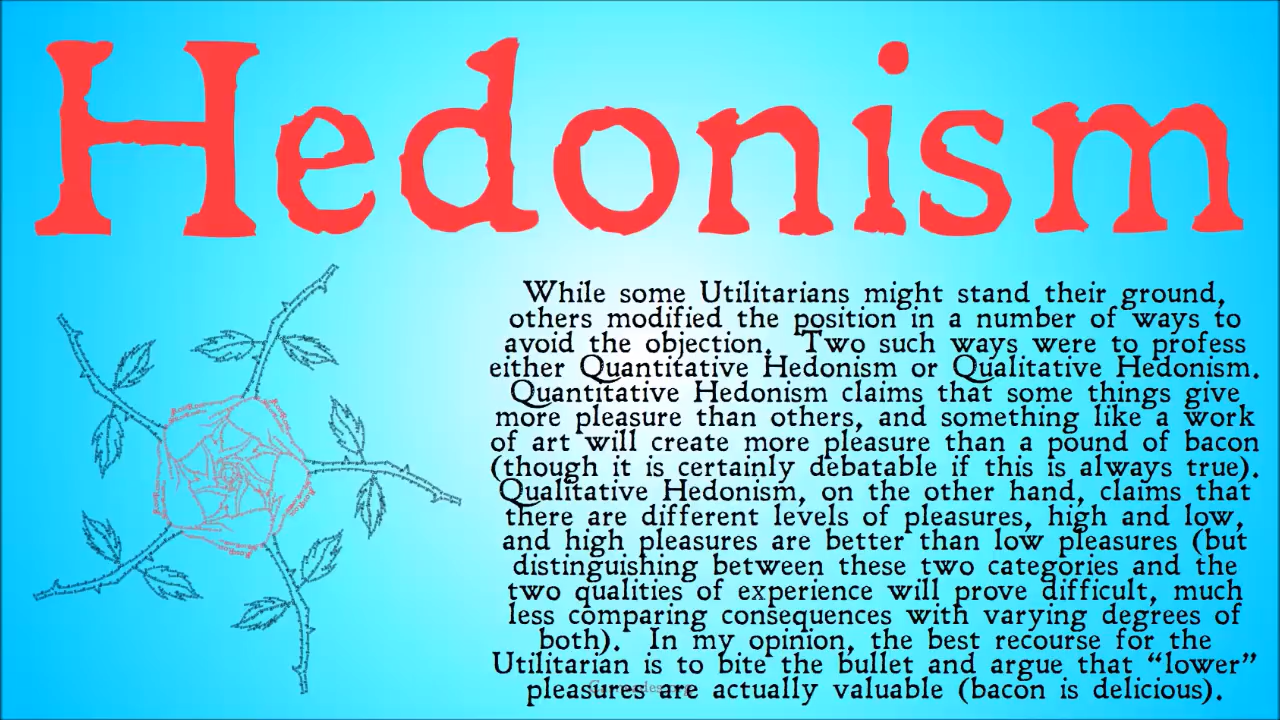 Hedonism
While some Utilitarians might stand their ground,
others modified the position in a number of ways to
avoid the objection. Two such ways were to profess
either Quantitative Hedonism or Qualitative Hedonism.
Quantitative Hedonism claims that some things give
more pleasure than others, and something like a work
of art will create more pleasure than a pound of bacon
(though it is certainly debatable if this is always true).
Qualitative Hedonism, on the other hand, claims that
there are different levels of pleasures, high and low,
and high pleasures are better than low pleasures (but
distinguishing between these two categories and the
two qualities of experience will prove difficult, much
less comparing consequences with varying degrees of
both). In my opinion, the best recourse for the
Utilitarian is to bite the bullet and argue that “lower”
pleasures are actually valuable (bacon is delicious).